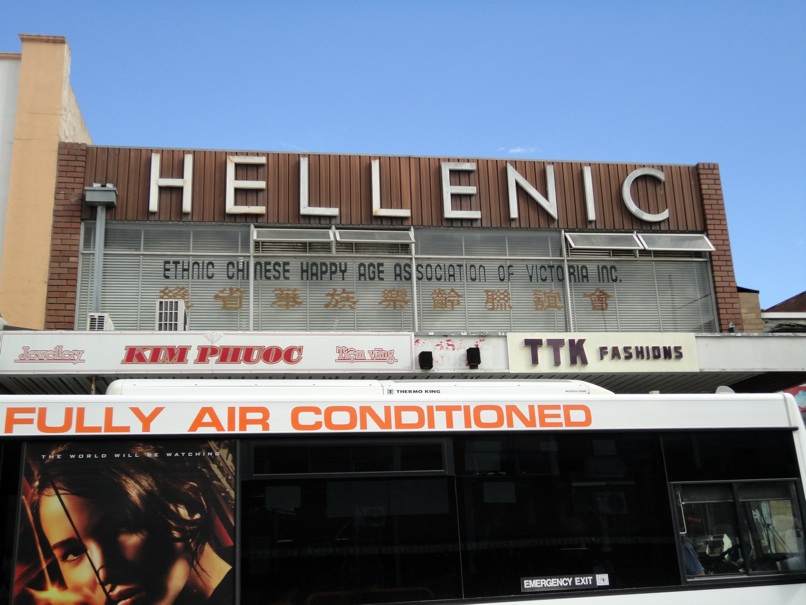 HELLENIC
ETHNIC CHINESE HAPPY AGE ASSOCIATION OF VICTORIA INC.
維省華族樂齡聯誼會
Jewellery KIM PHUOC Tiệm vàng
TTK FASHIONS
THERMO KING
FULLY AIR CONDITIONED
THE WORLD WILL BE WATCHING
EMERGENCY EXIT